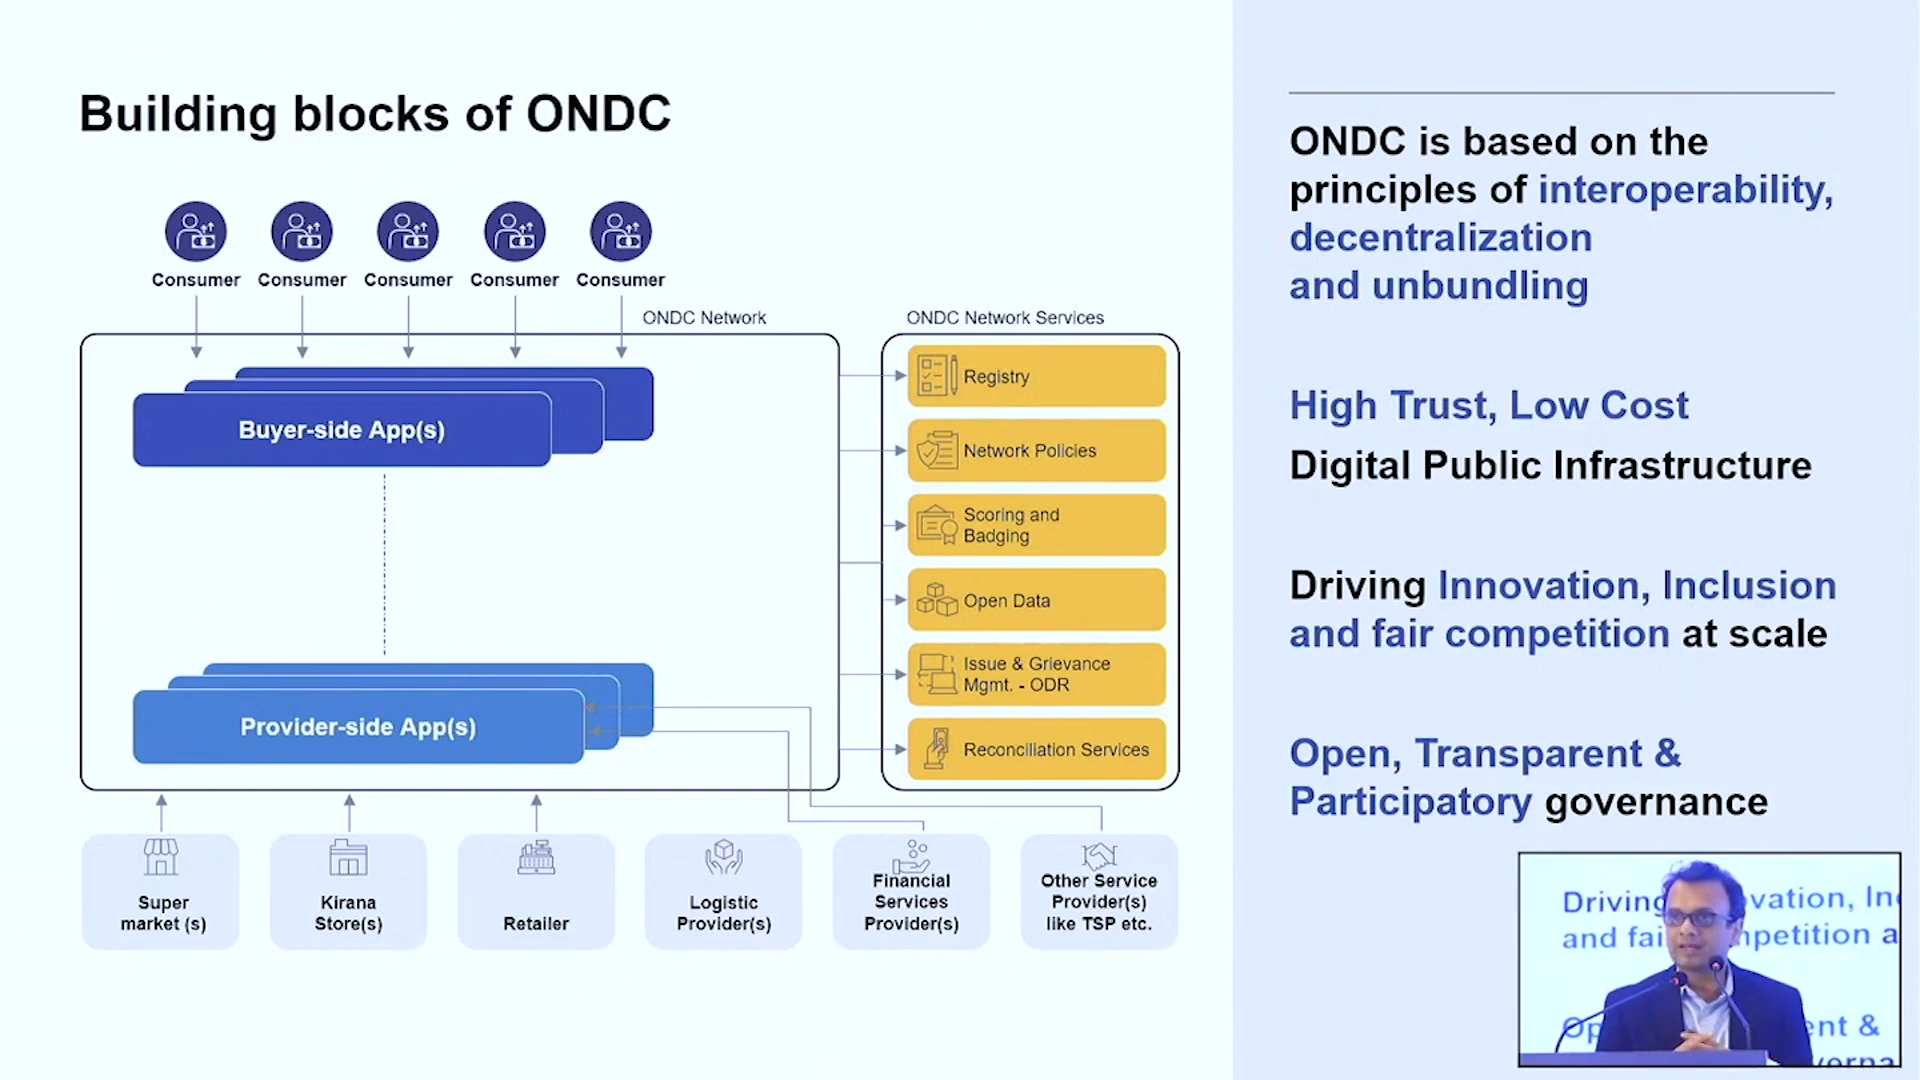 Building blocks of ONDC
Consumer
Consumer
Consumer
Consumer
Consumer
ONDC Network
ONDC Network Services
Buyer-side App(s)
Provider-side App(s)
Registry
Network Policies
Scoring and
Badging
Open Data
Issue & Grievance
Mgmt. - ODR
Reconciliation Services
Super
market (s)
Kirana
Store(s)
Retailer
Logistic
Provider(s)
Financial
Services
Provider(s)
Other Service
Provider(s)
like TSP etc.
ONDC is based on the
principles of interoperability,
decentralization
and unbundling
High Trust, Low Cost
Digital Public Infrastructure
Driving Innovation, Inclusion
and fair competition at scale
Open, Transparent &
Participatory governance
Driving
and